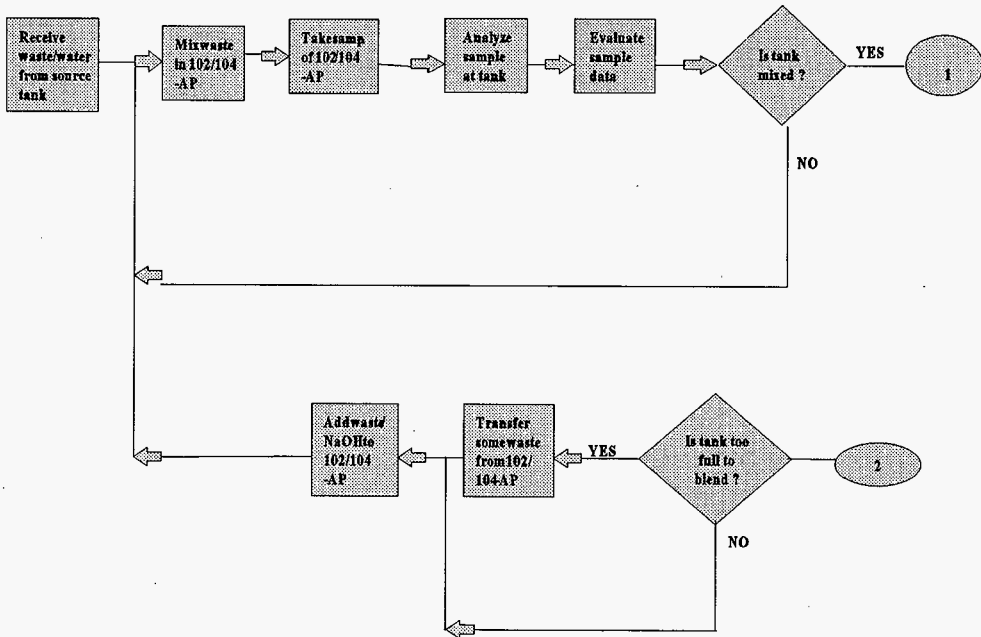 Receive
waste/water
from source
tank
Mixwaste
in 102/104
-AP
Takesamp
of 102/104
-AP
Analyze
sample
at tank
Evaluate
sample
data
Is tank
mixed ?
YES
1
NO
Addwaste/
NaOHto
102/104
-AP
Transfer
somewaste
from102/
104-AP
YES
Is tank too
full to
blend ?
2
NO